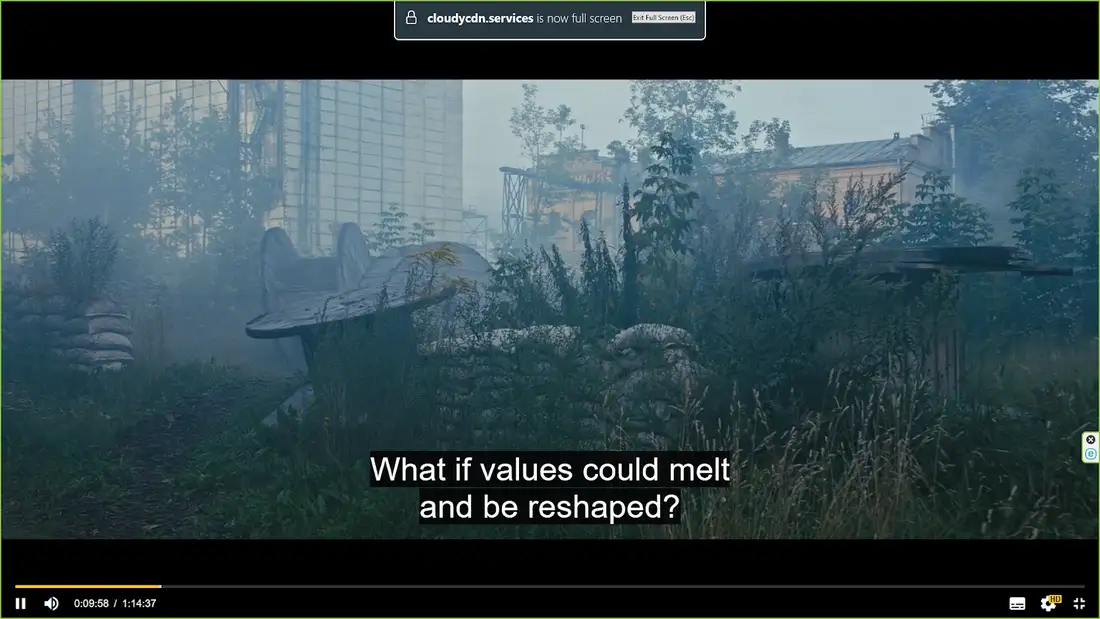 cloudycdn.services is now full screen Exit Full Screen (Esc)
What if values could melt
and be reshaped?
0:09:58 / 1:14:37
HD